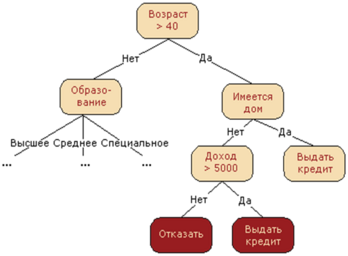 Возраст
> 40
Нет
Да
Образо-
вание
Имеется
дом
Высшее Среднее Специальное
... ... ...
Нет
Да
Доход
> 5000
Выдать
кредит
Нет
Да
Отказать
Выдать
кредит